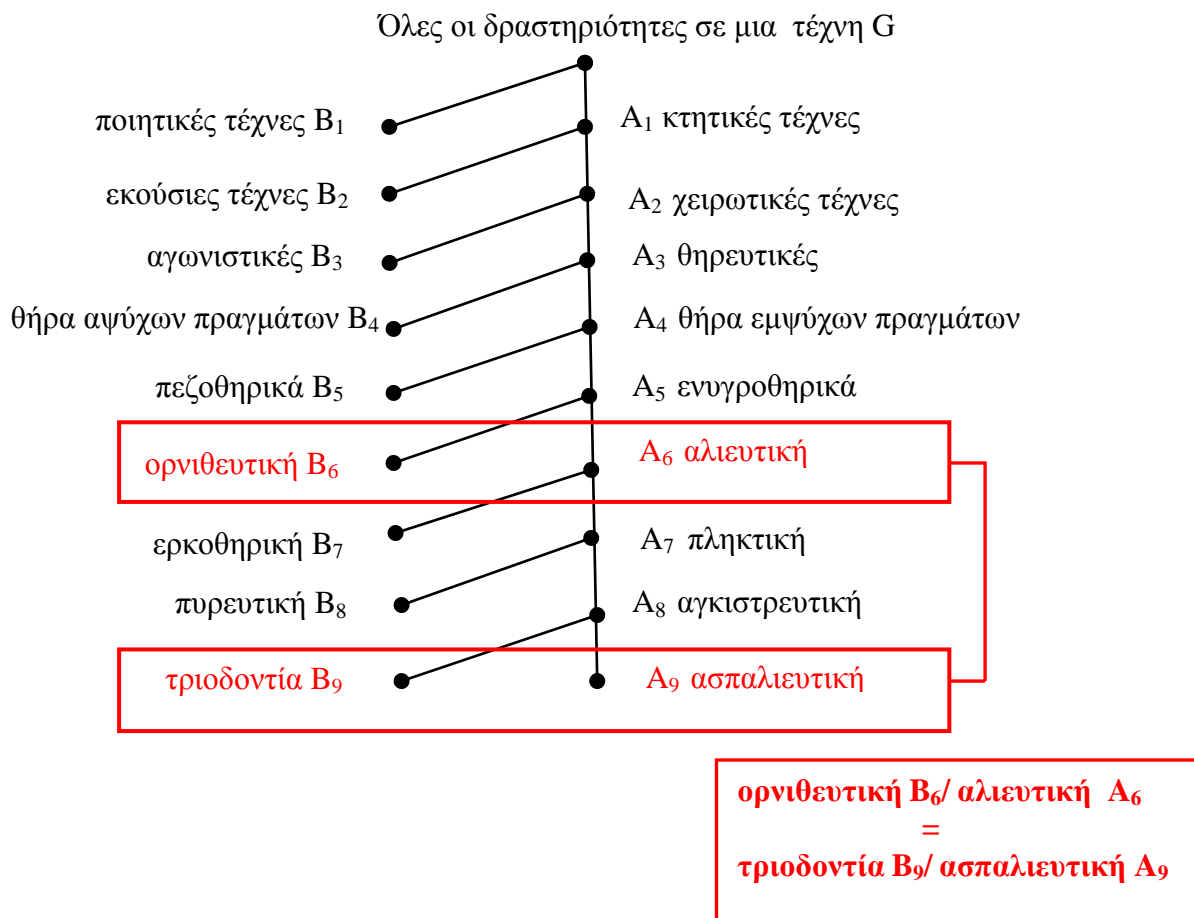 Όλες οι δραστηριότητες σε μια τέχνη G
ποιητικές τέχνες B₁
A₁ κτητικές τέχνες
εκούσιες τέχνες B₂
A₂ χειρωτικές τέχνες
αγωνιστικές B₃
A₃ θηρευτικές
θήρα αψύχων πραγμάτων B₄
A₄ θήρα εμψύχων πραγμάτων
πεζοθηρικά B₅
A₅ ενυγροθηρικά
ορνιθευτική B₆
A₆ αλιευτική
ερκοθηρική B₇
A₇ πληκτική
πυρευτική B₈
A₈ αγκιστρευτική
τριοδοντία B₉
A₉ ασπαλιευτική
ορνιθευτική B₆/ αλιευτική A₆
=
τριοδοντία B₉/ ασπαλιευτική A₉